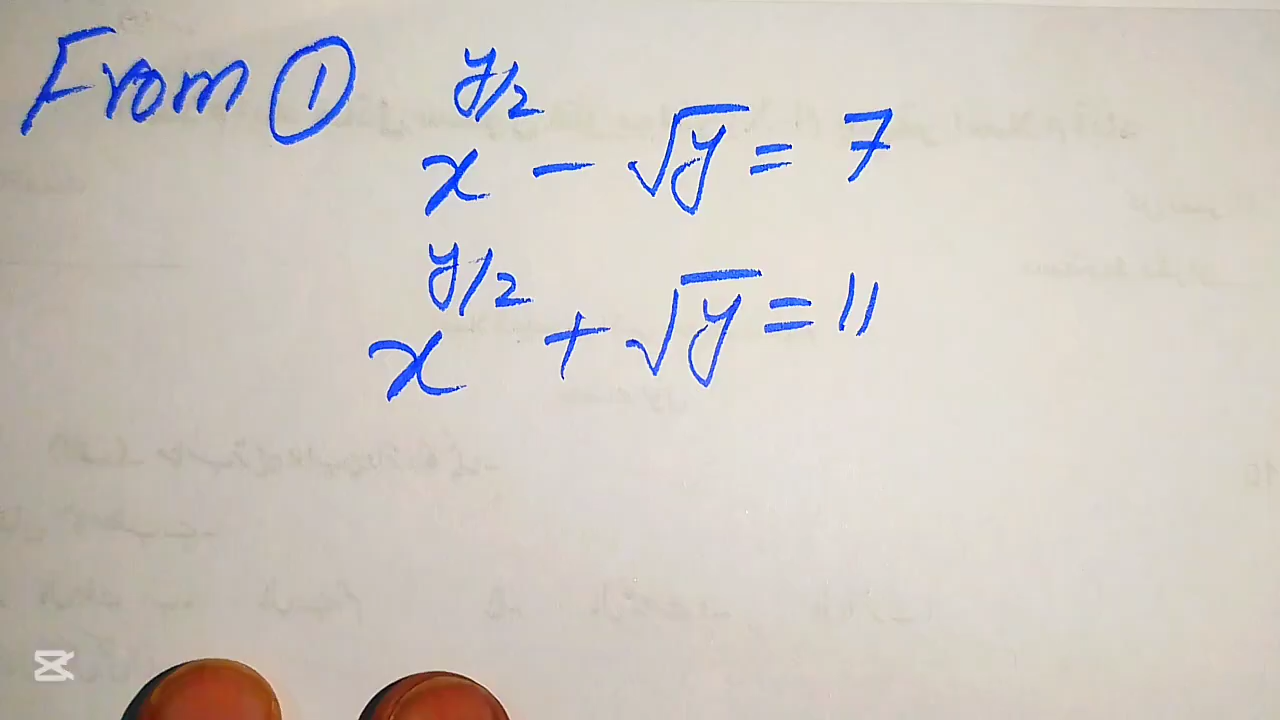 From ①
x^{y/2} - √y = 7
x^{y/2} + √y = 11